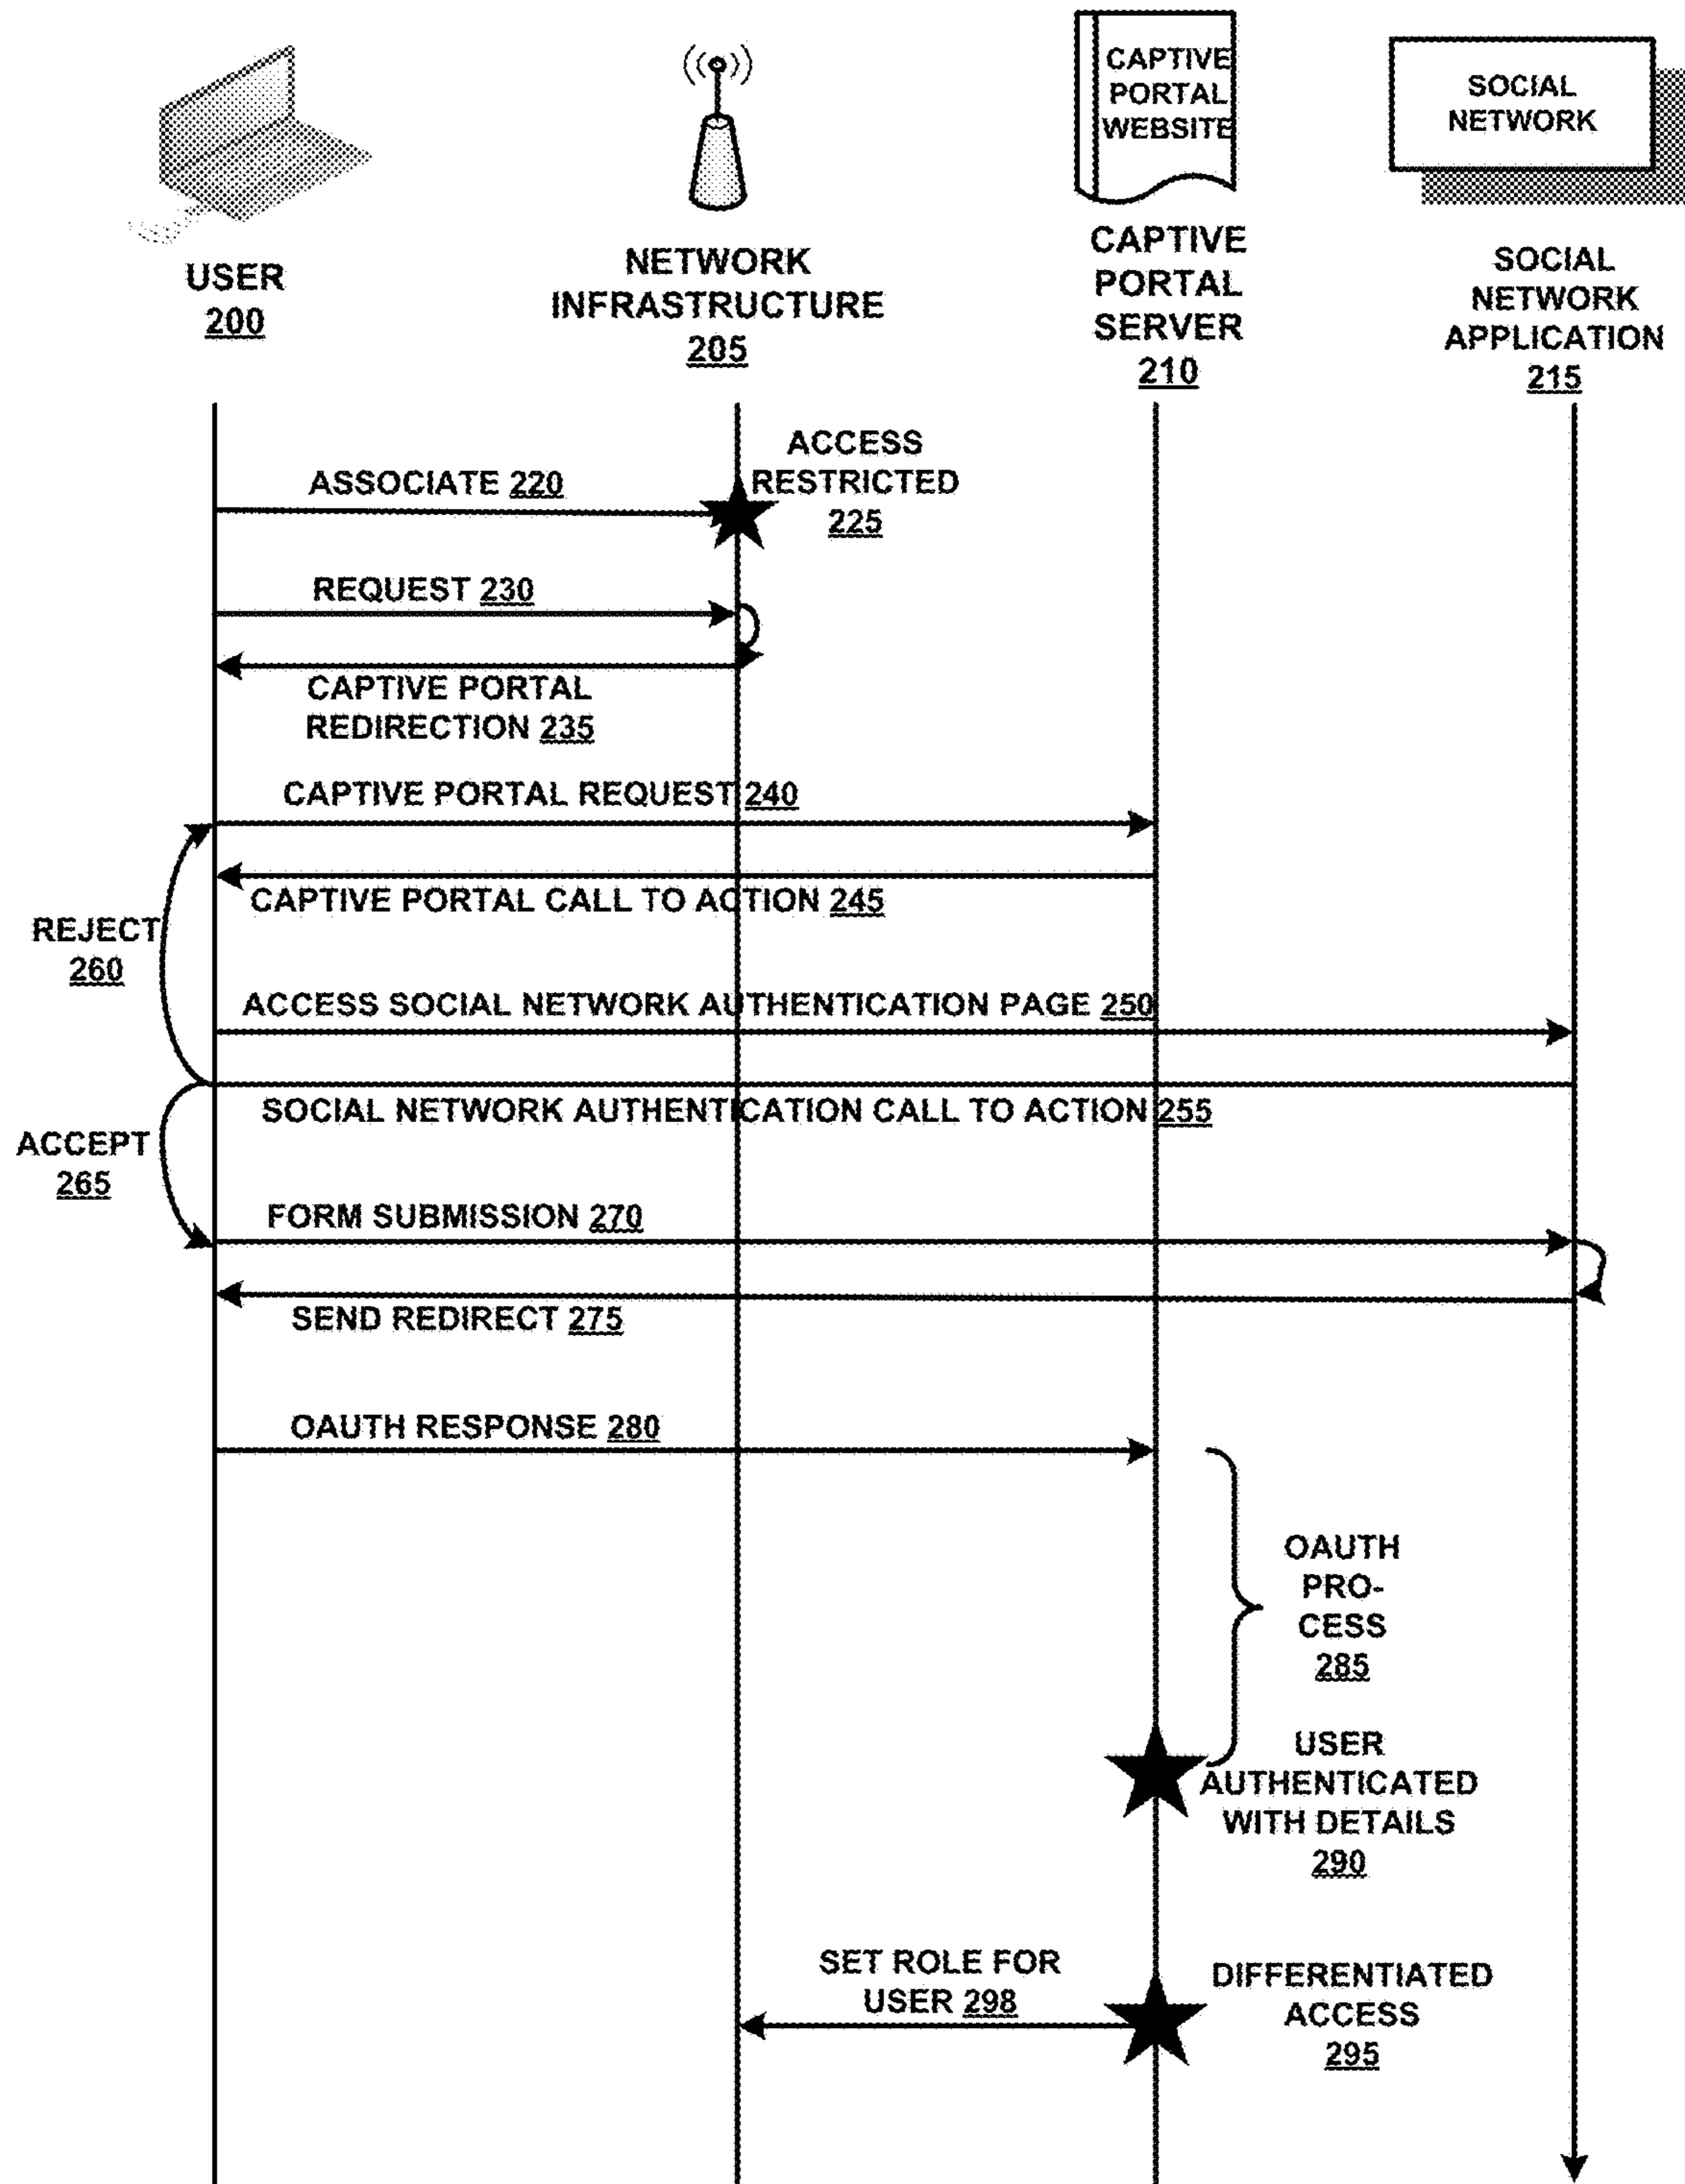 CAPTIVE
PORTAL
WEBSITE
SOCIAL
NETWORK
USER
200
NETWORK
INFRASTRUCTURE
205
CAPTIVE
PORTAL
SERVER
210
SOCIAL
NETWORK
APPLICATION
215
ASSOCIATE 220
ACCESS
RESTRICTED
225
REQUEST 230
CAPTIVE PORTAL
REDIRECTION 235
CAPTIVE PORTAL REQUEST 240
CAPTIVE PORTAL CALL TO ACTION 245
REJECT
260
ACCESS SOCIAL NETWORK AUTHENTICATION PAGE 250
SOCIAL NETWORK AUTHENTICATION CALL TO ACTION 255
ACCEPT
265
FORM SUBMISSION 270
SEND REDIRECT 275
OAUTH RESPONSE 280
OAUTH
PRO-
CESS
285
USER
AUTHENTICATED
WITH DETAILS
290
SET ROLE FOR
USER 298
DIFFERENTIATED
ACCESS
295